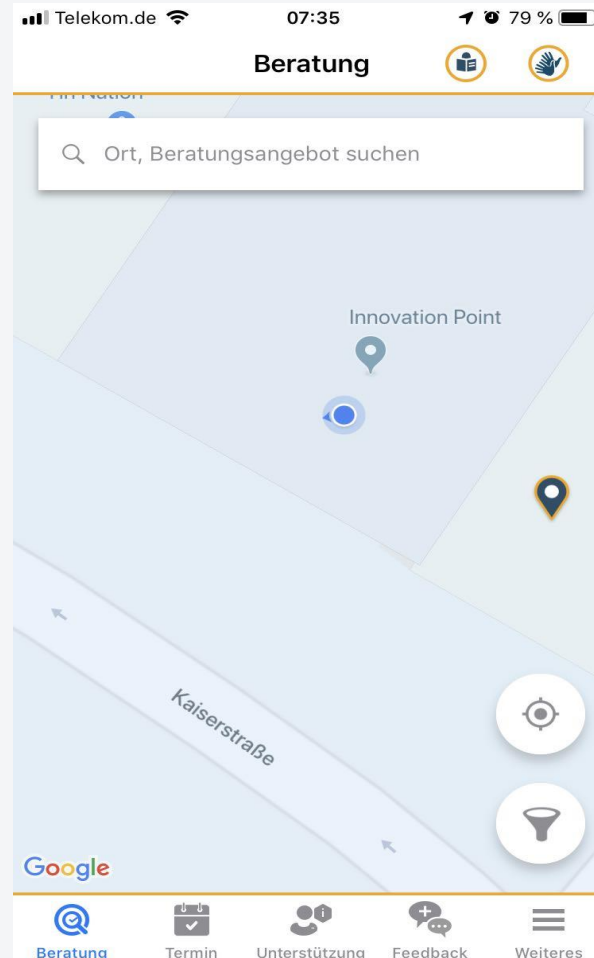 Telekom.de 07:35 79 %
Beratung
Ort, Beratungsangebot suchen
Innovation Point
Kaiserstraße
Google
Beratung Termin Unterstützung Feedback Weiteres